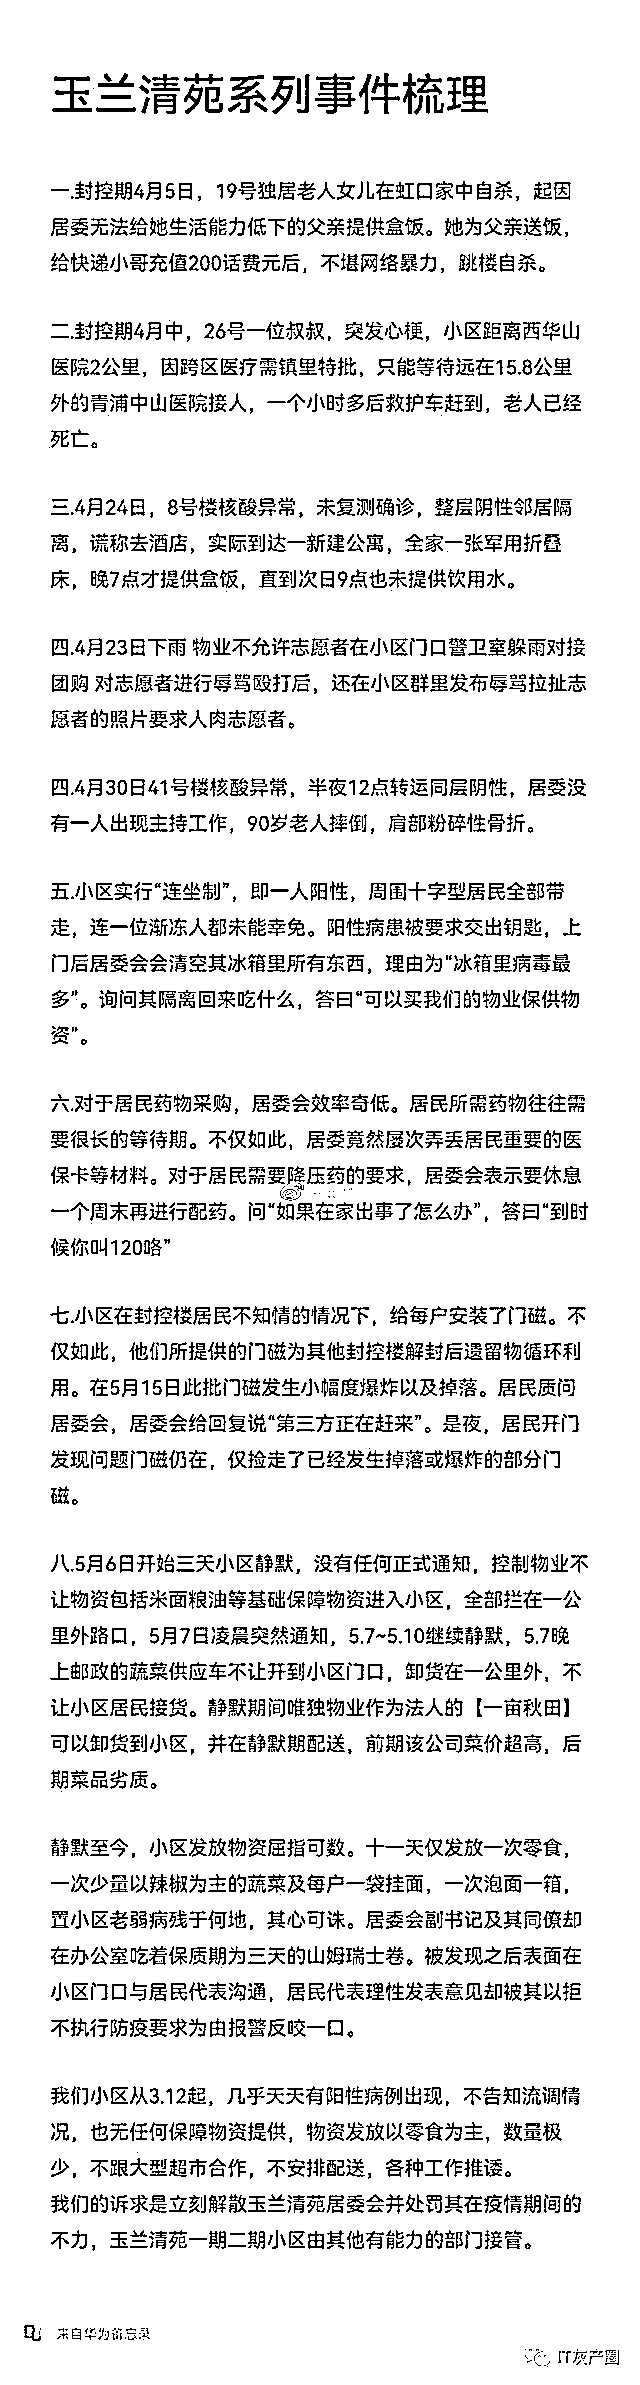 玉兰清苑系列事件梳理
一.封控期4月5日，19号独居老人女儿在虹口家中自杀，起因
居委无法给她生活能力低下的父亲提供盒饭。她为父亲送饭，
给快递小哥充值200话费元后，不堪网络暴力，跳楼自杀。
二.封控期4月中，26号一位叔叔，突发心梗，小区距离西华山
医院2公里，因跨区医疗需镇里特批，只能等待远在15.8公里
外的青浦中山医院接人，一个小时多后救护车赶到，老人已经
死亡。
三.4月24日，8号楼核酸异常，未复测确诊，整层阴性邻居隔
离，谎称去酒店，实际到达一新建公寓，全家一张军用折叠
床，晚7点才提供盒饭，直到次日9点也未提供饮用水。
四.4月23日下雨 物业不允许志愿者在小区门口警卫室躲雨对接
团购 对志愿者进行辱骂殴打后，还在小区群里发布辱骂拉扯志
愿者的照片要求人肉志愿者。
四.4月30日41号楼核酸异常，半夜12点转运同层阴性，居委没
有一人出现主持工作，90岁老人摔倒，肩部粉碎性骨折。
五.小区实行“连坐制”，即一人阳性，周围十字型居民全部带
走，连一位渐冻人都未能幸免。阳性病患被要求交出钥匙，上
门后居委会会清空其冰箱里所有东西，理由为“冰箱里病毒最
多”。询问其隔离回来吃什么，答曰“可以买我们的物业保供物
资”。
六.对于居民药物采购，居委会效率奇低。居民所需药物往往需
要很长的等待期。不仅如此，居委竟然屡次弄丢居民重要的医
保卡等材料。对于居民需要降压药的要求，居委会表示要休息
一个周末再进行配药。问“如果在家出事了怎么办”，答曰“到时
候你叫120咯”
七.小区在封控楼居民不知情的情况下，给每户安装了门磁。不
仅如此，他们所提供的门磁为其他封控楼解封后遗留物循环利
用。在5月15日此批门磁发生小幅度爆炸以及掉落。居民质问
居委会，居委会给回复说“第三方正在赶来”。是夜，居民开门
发现问题门磁仍在，仅捡走了已经发生掉落或爆炸的部分门
磁。
八.5月6日开始三天小区静默，没有任何正式通知，控制物业不
让物资包括米面粮油等基础保障物资进入小区，全部拦在一公
里外路口，5月7日凌晨突然通知，5.7~5.10继续静默，5.7晚
上邮政的蔬菜供应车不让开到小区门口，卸货在一公里外，不
让小区居民接货。静默期间唯独物业作为法人的【一亩秋田】
可以卸货到小区，并在静默期配送，前期该公司菜价超高，后
期菜品劣质。
静默至今，小区发放物资屈指可数。十一天仅发放一次零食，
一次少量以辣椒为主的蔬菜及每户一袋挂面，一次泡面一箱，
置小区老弱病残于何地，其心可诛。居委会副书记及其同僚却
在办公室吃着保质期为三天的山姆瑞士卷。被发现之后表面在
小区门口与居民代表沟通，居民代表理性发表意见却被其以拒
不执行防疫要求为由报警反咬一口。
我们小区从3.12起，几乎天天有阳性病例出现，不告知流调情
况，也无任何保障物资提供，物资发放以零食为主，数量极
少，不跟大型超市合作，不安排配送，各种工作推诿。
我们的诉求是立刻解散玉兰清苑居委会并处罚其在疫情期间的
不力，玉兰清苑一期二期小区由其他有能力的部门接管。
来自华为备忘录
IT灰产圈